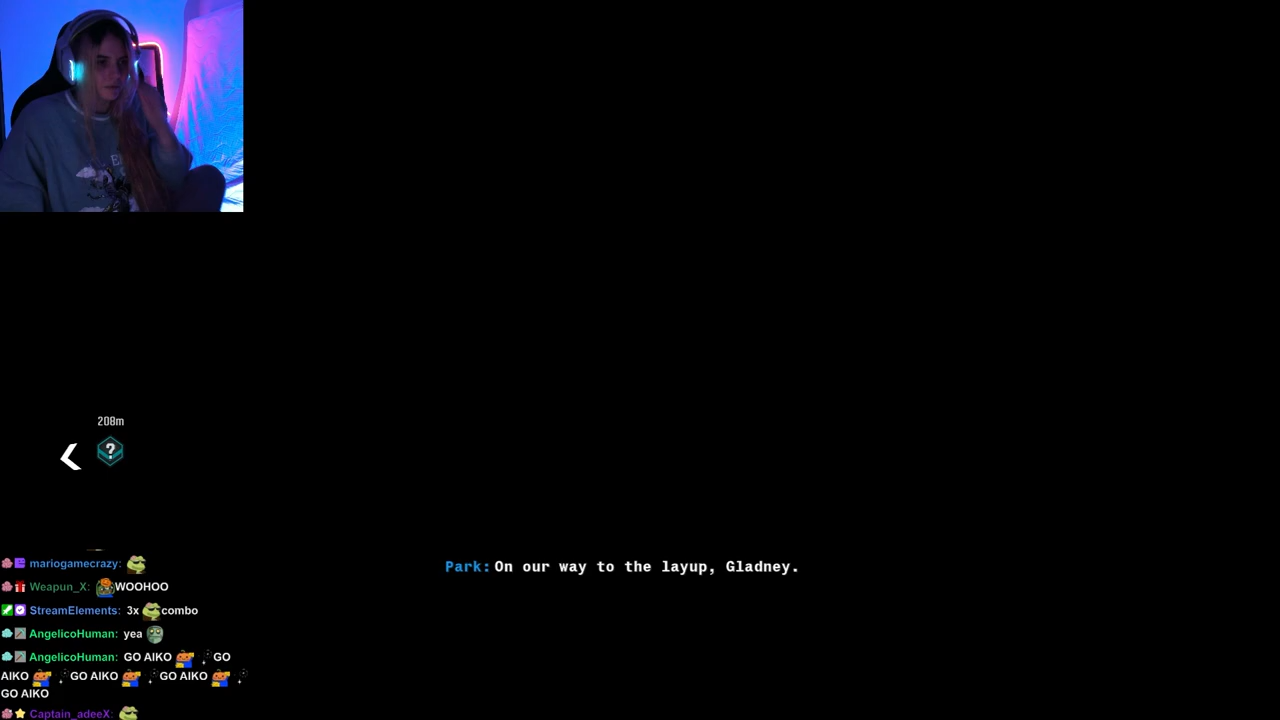 208m
?
mariogamecrazy:
Weapun_X: WOOHOO
StreamElements: 3x combo
AngelicoHuman: yea
AngelicoHuman: GO AIKO GO
AIKO GO AIKO GO AIKO
GO AIKO
Captain_adeeX:
Park: On our way to the layup, Gladney.